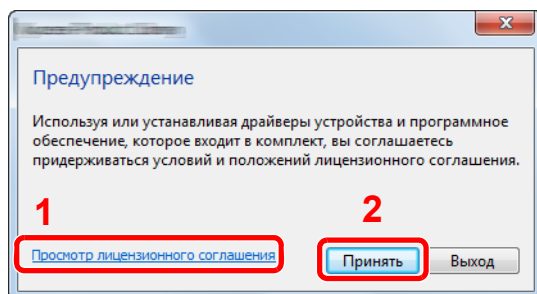 Предупреждение
Используя или устанавливая драйверы устройства и программное
обеспечение, которое входит в комплект, вы соглашаетесь
придерживаться условий и положений лицензионного соглашения.
1
2
Просмотр лицензионного соглашения
Принять
Выход